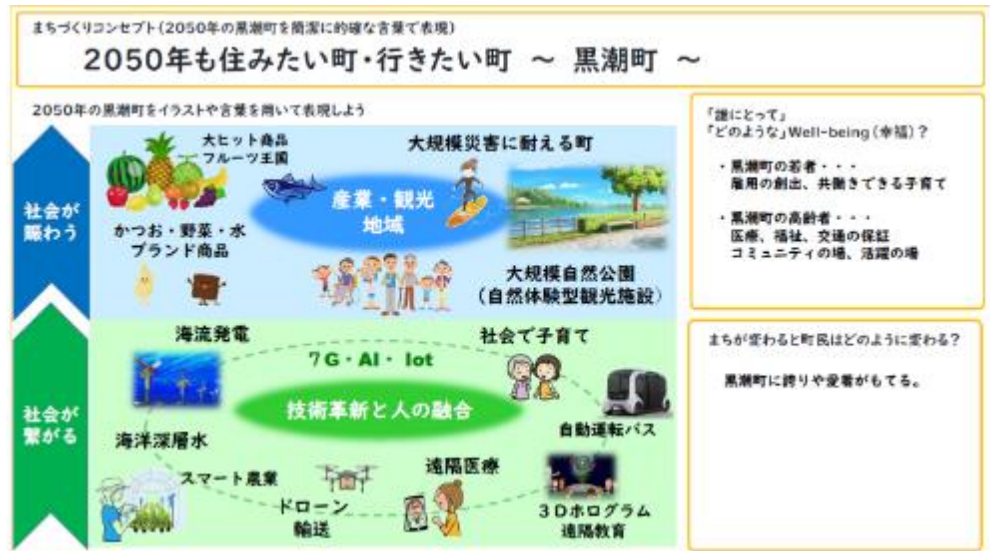 まちづくりコンセプト(2050年の黒潮町を簡潔に的確な言葉で表現)
2050年も住みたい町・行きたい町 ～ 黒潮町 ～
2050年の黒潮町をイラストや言葉を用いて表現しよう
社会が
賑わう
大ヒット商品
フルーツ王国
大規模災害に耐える町
産業・観光
地域
かつお・野菜・水
ブランド商品
大規模自然公園
(自然体験型観光施設)
社会が
繋がる
海流発電
社会で子育て
7G・AI・Iot
技術革新と人の融合
自動運転バス
海洋深層水
スマート農業
遠隔医療
ドローン
輸送
3Dホログラム
遠隔教育
「誰にとって」
「どのような」Well-being(幸福)?
・黒潮町の若者・・・
雇用の創出、共働きできる子育て
・黒潮町の高齢者・・・
医療、福祉、交通の保証
コミュニティの場、活躍の場
まちが変わると町民はどのように変わる?
黒潮町に誇りや愛着がもてる。